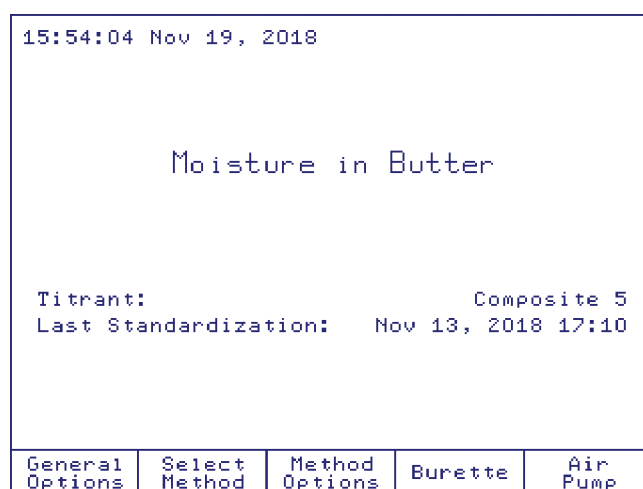 15:54:04 Nov 19, 2018
Moisture in Butter
Titrant: Composite 5
Last Standardization: Nov 13, 2018 17:10
General Options Select Method Method Options Burette Air Pump